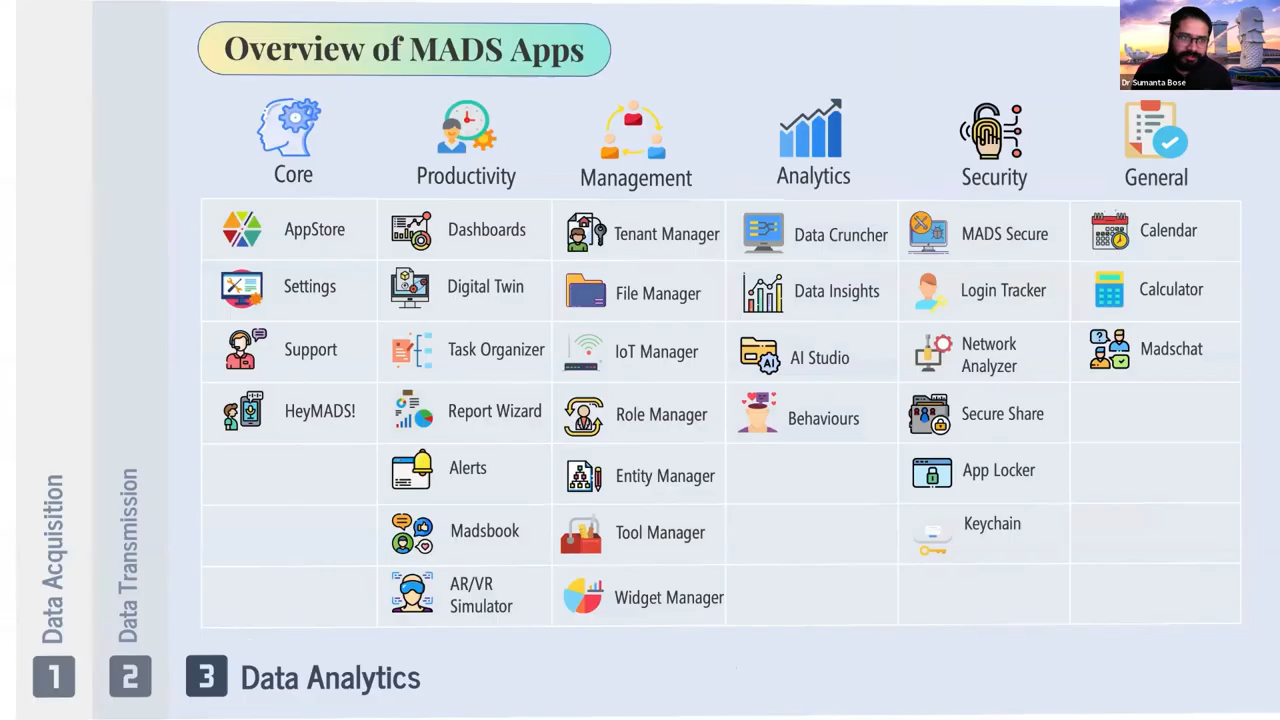 Overview of MADS Apps
Dr Sumanta Bose
Core
Productivity
Management
Analytics
Security
General
AppStore
Dashboards
Tenant Manager
Data Cruncher
MADS Secure
Calendar
Settings
Digital Twin
File Manager
Data Insights
Login Tracker
Calculator
Support
Task Organizer
IoT Manager
AI Studio
AI
Network
Analyzer
Madschat
HeyMADS!
Report Wizard
Role Manager
Behaviours
Secure Share
Alerts
Entity Manager
App Locker
Madsbook
Tool Manager
Keychain
AR/VR
Simulator
Widget Manager
Data Acquisition
1
Data Transmission
2
3
Data Analytics